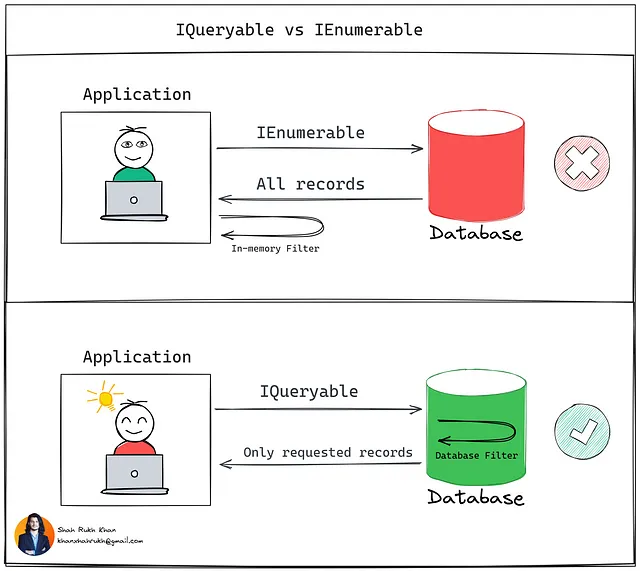 IQueryable vs IEnumerable
Application
IEnumerable
All records
In-memory Filter
Database
Application
IQueryable
Only requested records
Database Filter
Database
Shah Rukh Khan
khanxhahrukh@gmail.com